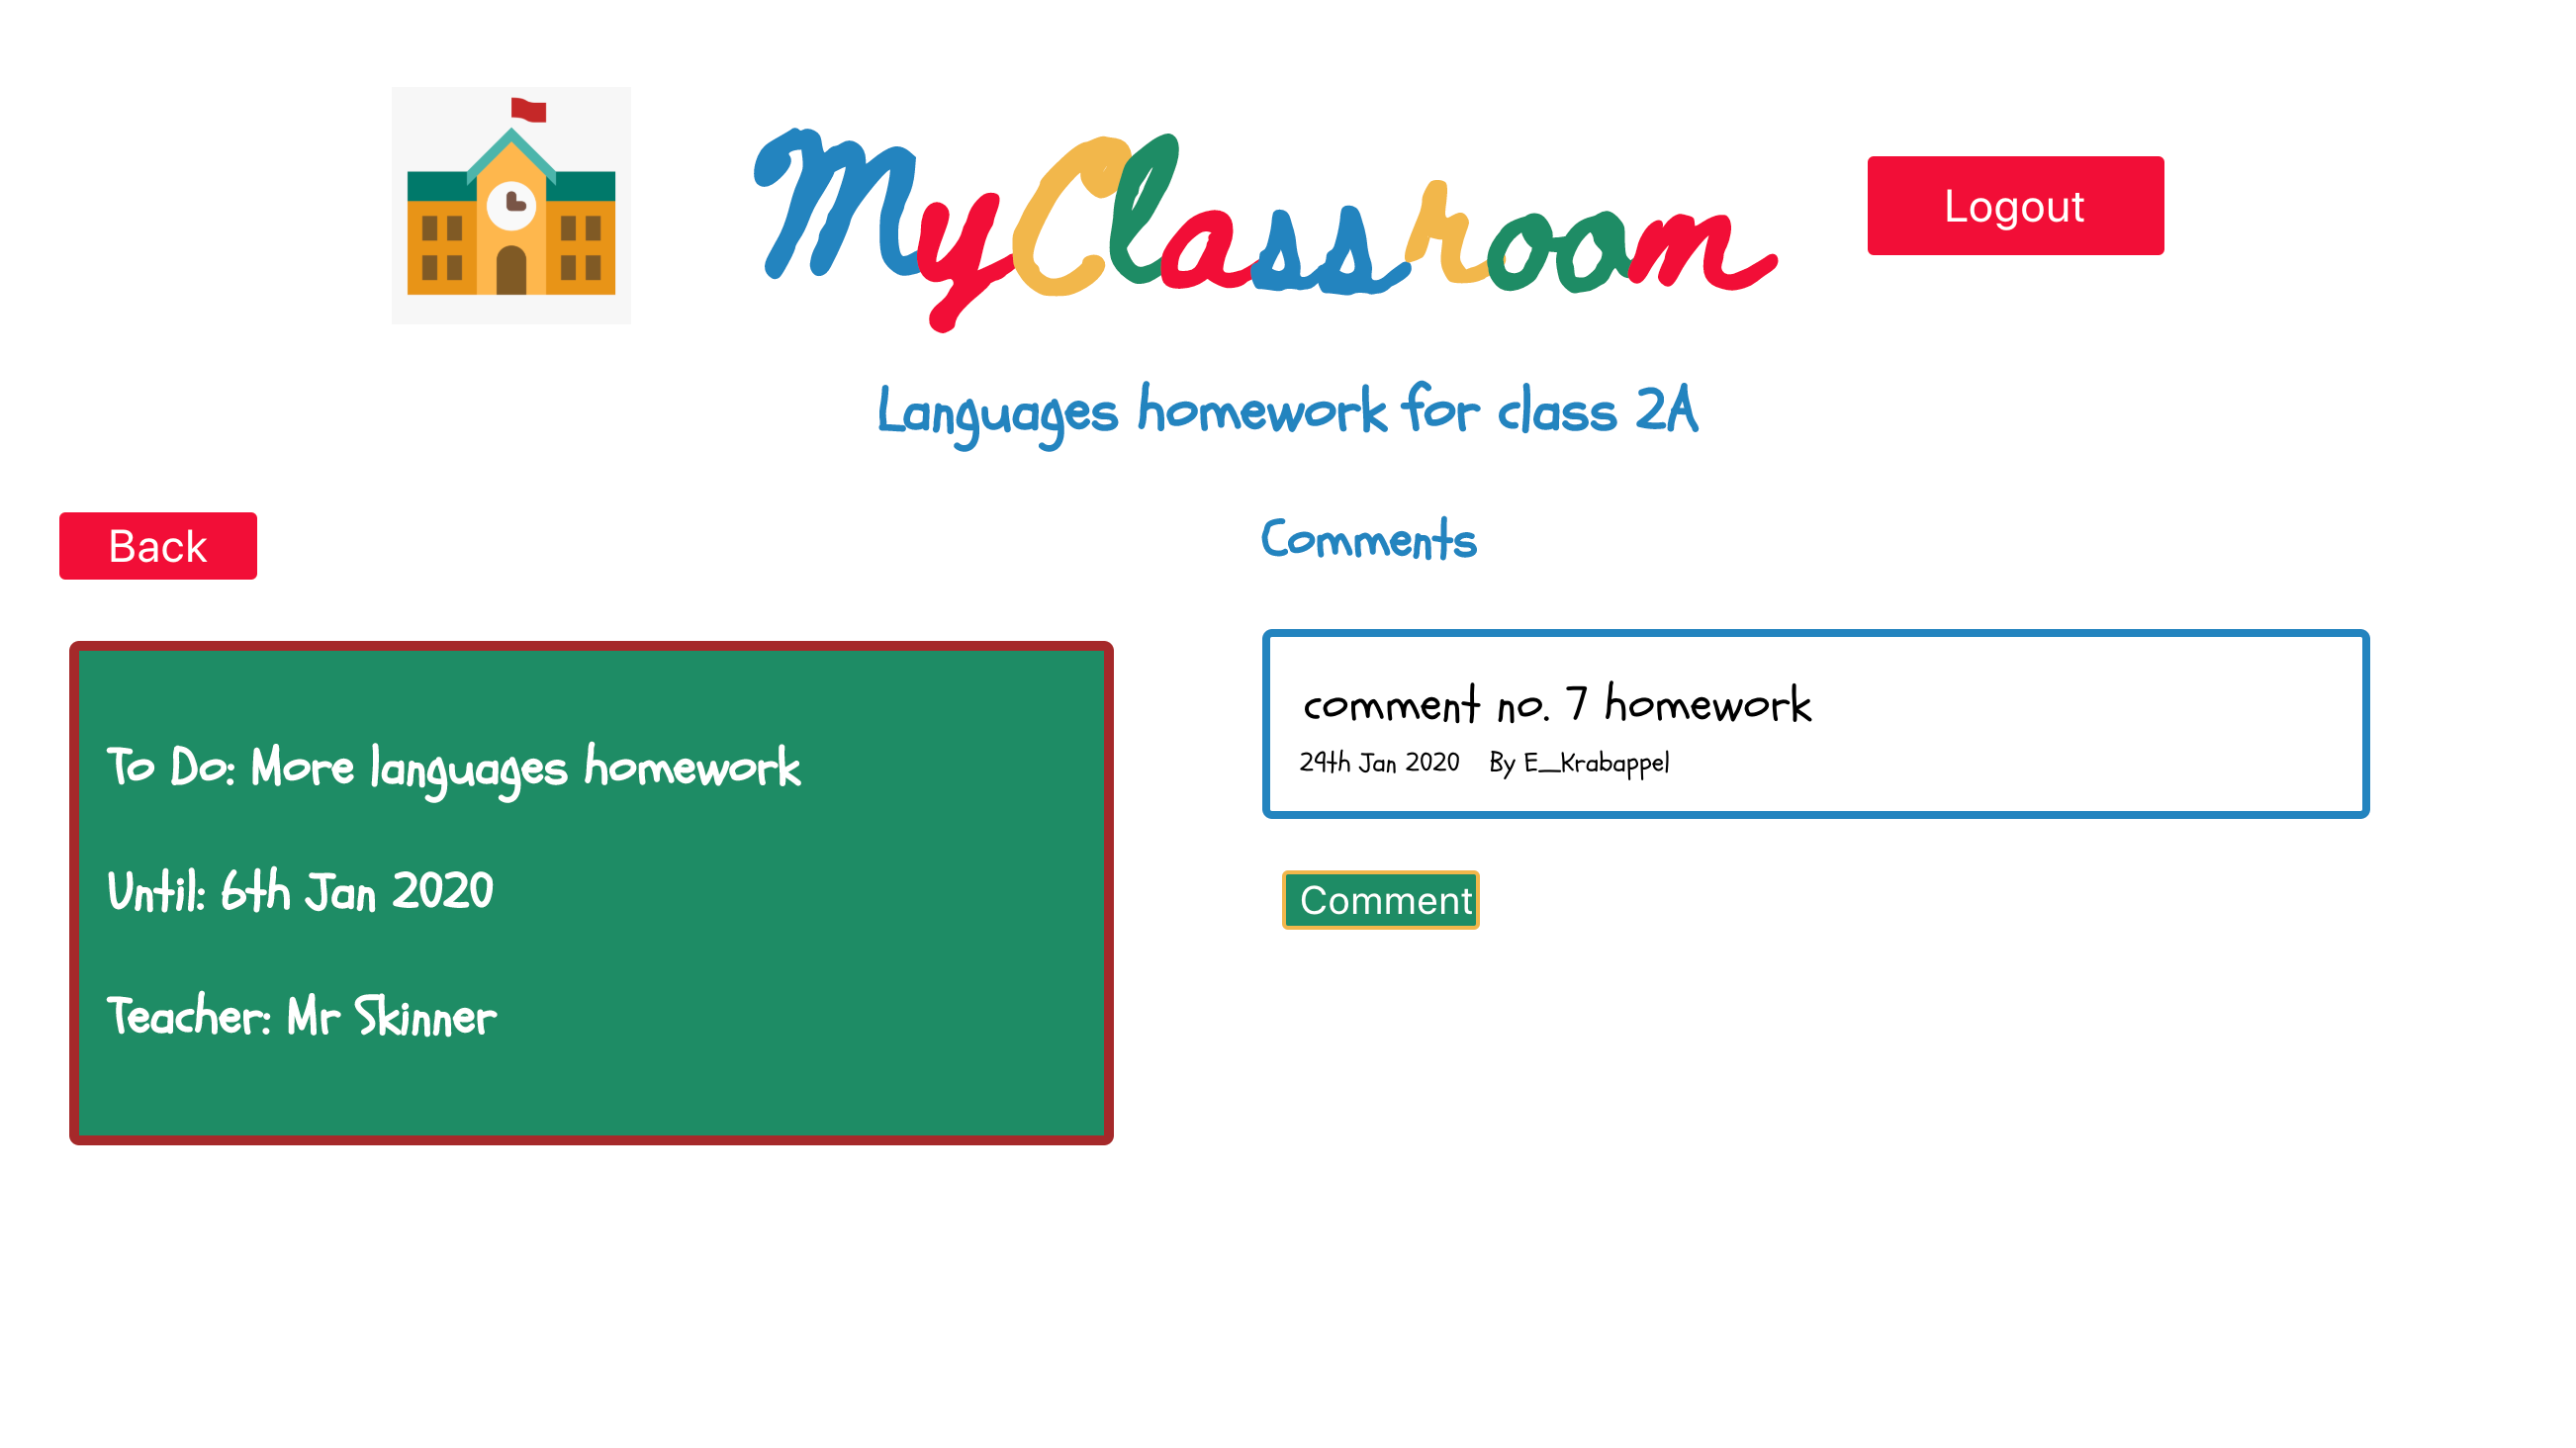 MyClassroom
Logout
Languages homework for class 2A
Back
To Do: More languages homework
Until: 6th Jan 2020
Teacher: Mr Skinner
Comments
comment no. 7 homework
29th Jan 2020 By E_Krabappel
Comment